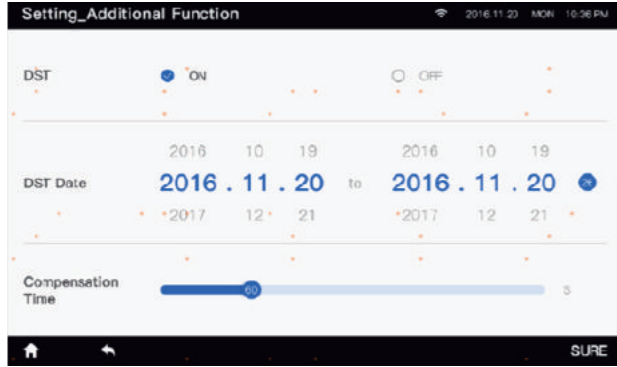 Setting_Additional Function 2016.11.20 MON 10:36 PM
DST ON OFF
2016 10 19 2016 10 19
DST Date 2016 . 11 . 20 to 2016 . 11 . 20
2017 12 21 2017 12 21
Compensation
Time 60
SURE